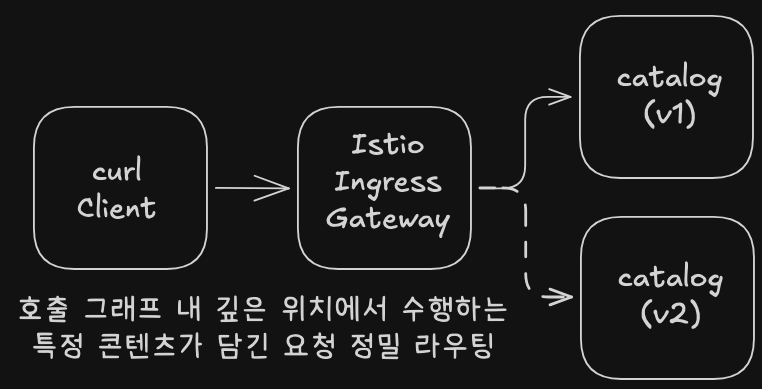 curl
Client
Istio
Ingress
Gateway
catalog
(v1)
catalog
(v2)
호출 그래프 내 깊은 위치에서 수행하는
특정 콘텐츠가 담긴 요청 정밀 라우팅